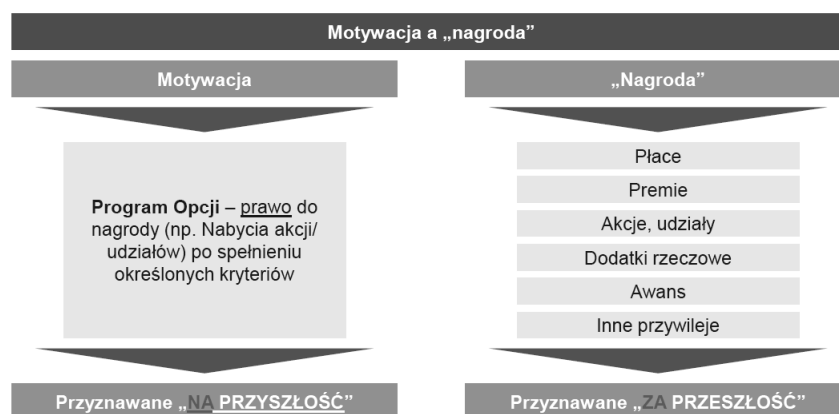 Motywacja a „nagroda”
Motywacja
„Nagroda”
Program Opcji – prawo do
nagrody (np. Nabycia akcji/
udziałów) po spełnieniu
określonych kryteriów
Płace
Premie
Akcje, udziały
Dodatki rzeczowe
Awans
Inne przywileje
Przyznawane „NA PRZYSZŁOŚĆ”
Przyznawane „ZA PRZESZŁOŚĆ”